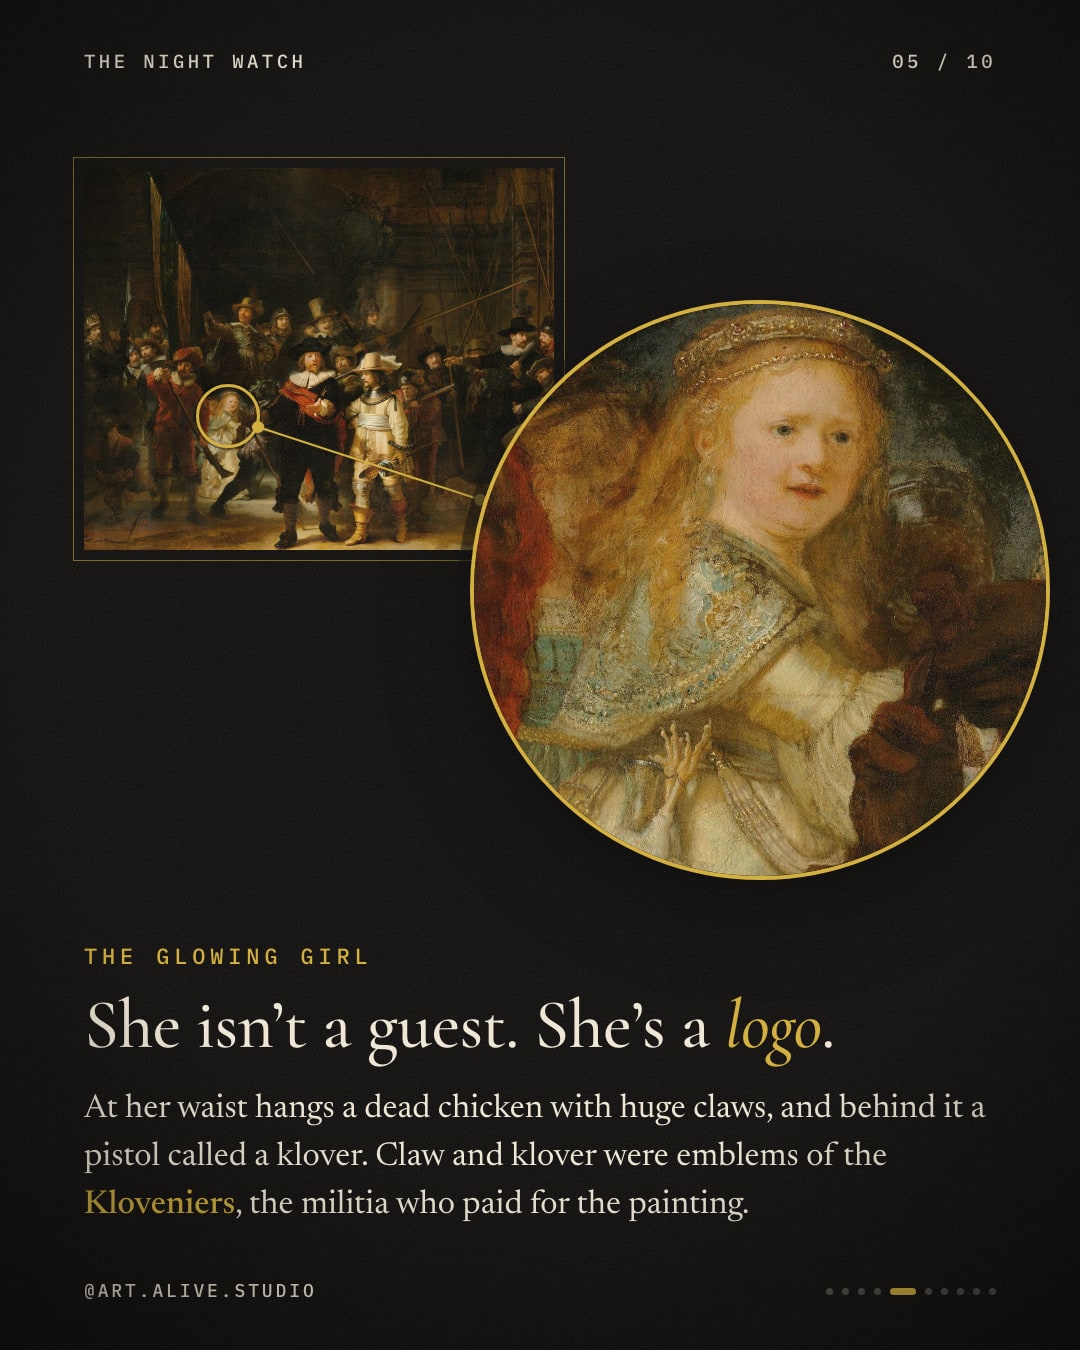 THE NIGHT WATCH
05 / 10
THE GLOWING GIRL
She isn’t a guest. She’s a logo.
At her waist hangs a dead chicken with huge claws, and behind it a
pistol called a klover. Claw and klover were emblems of the
Kloveniers, the militia who paid for the painting.
@ART.ALIVE.STUDIO